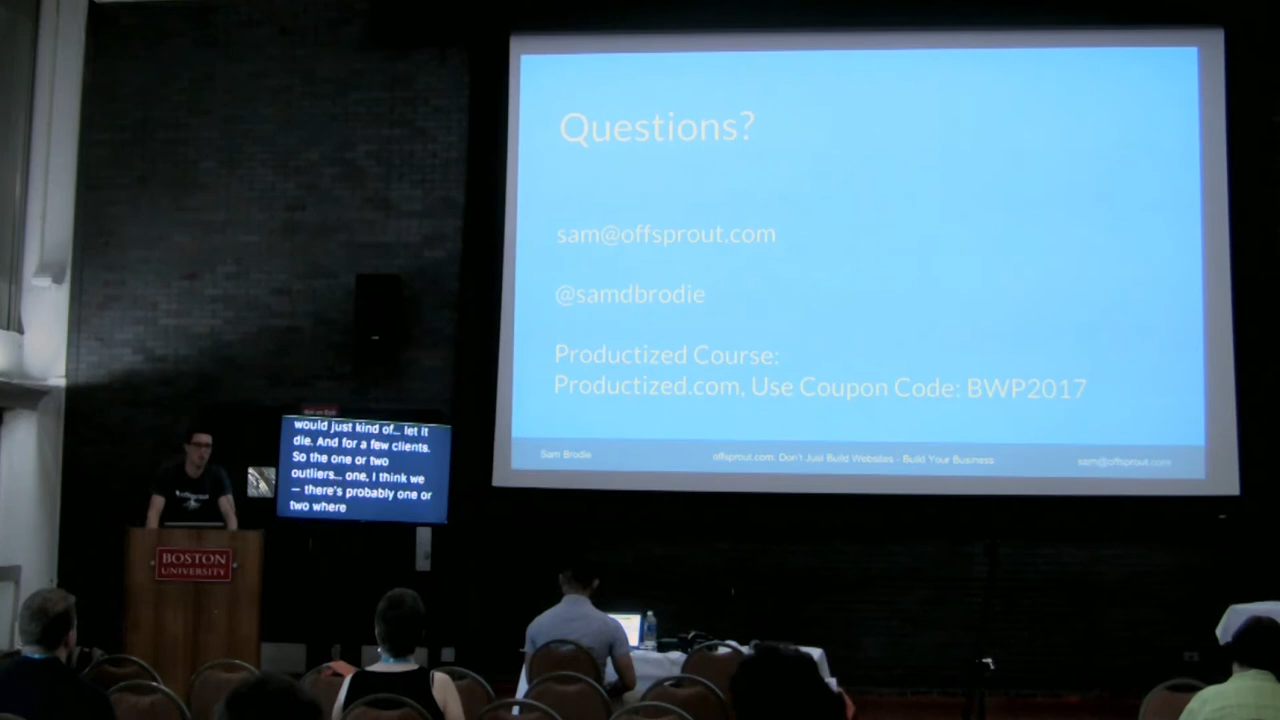 Questions?
sam@offsprout.com
@samdbrodie
Productized Course:
Productized.com, Use Coupon Code: BWP2017
Sam Brodie
offsprout.com: Don't Just Build Websites - Build Your Business
sam@offsprout.com
would just kind of... let it
die. And for a few clients.
So the one or two
outliers... one, I think we
— there's probably one or
two where
offsprout
BOSTON
UNIVERSITY